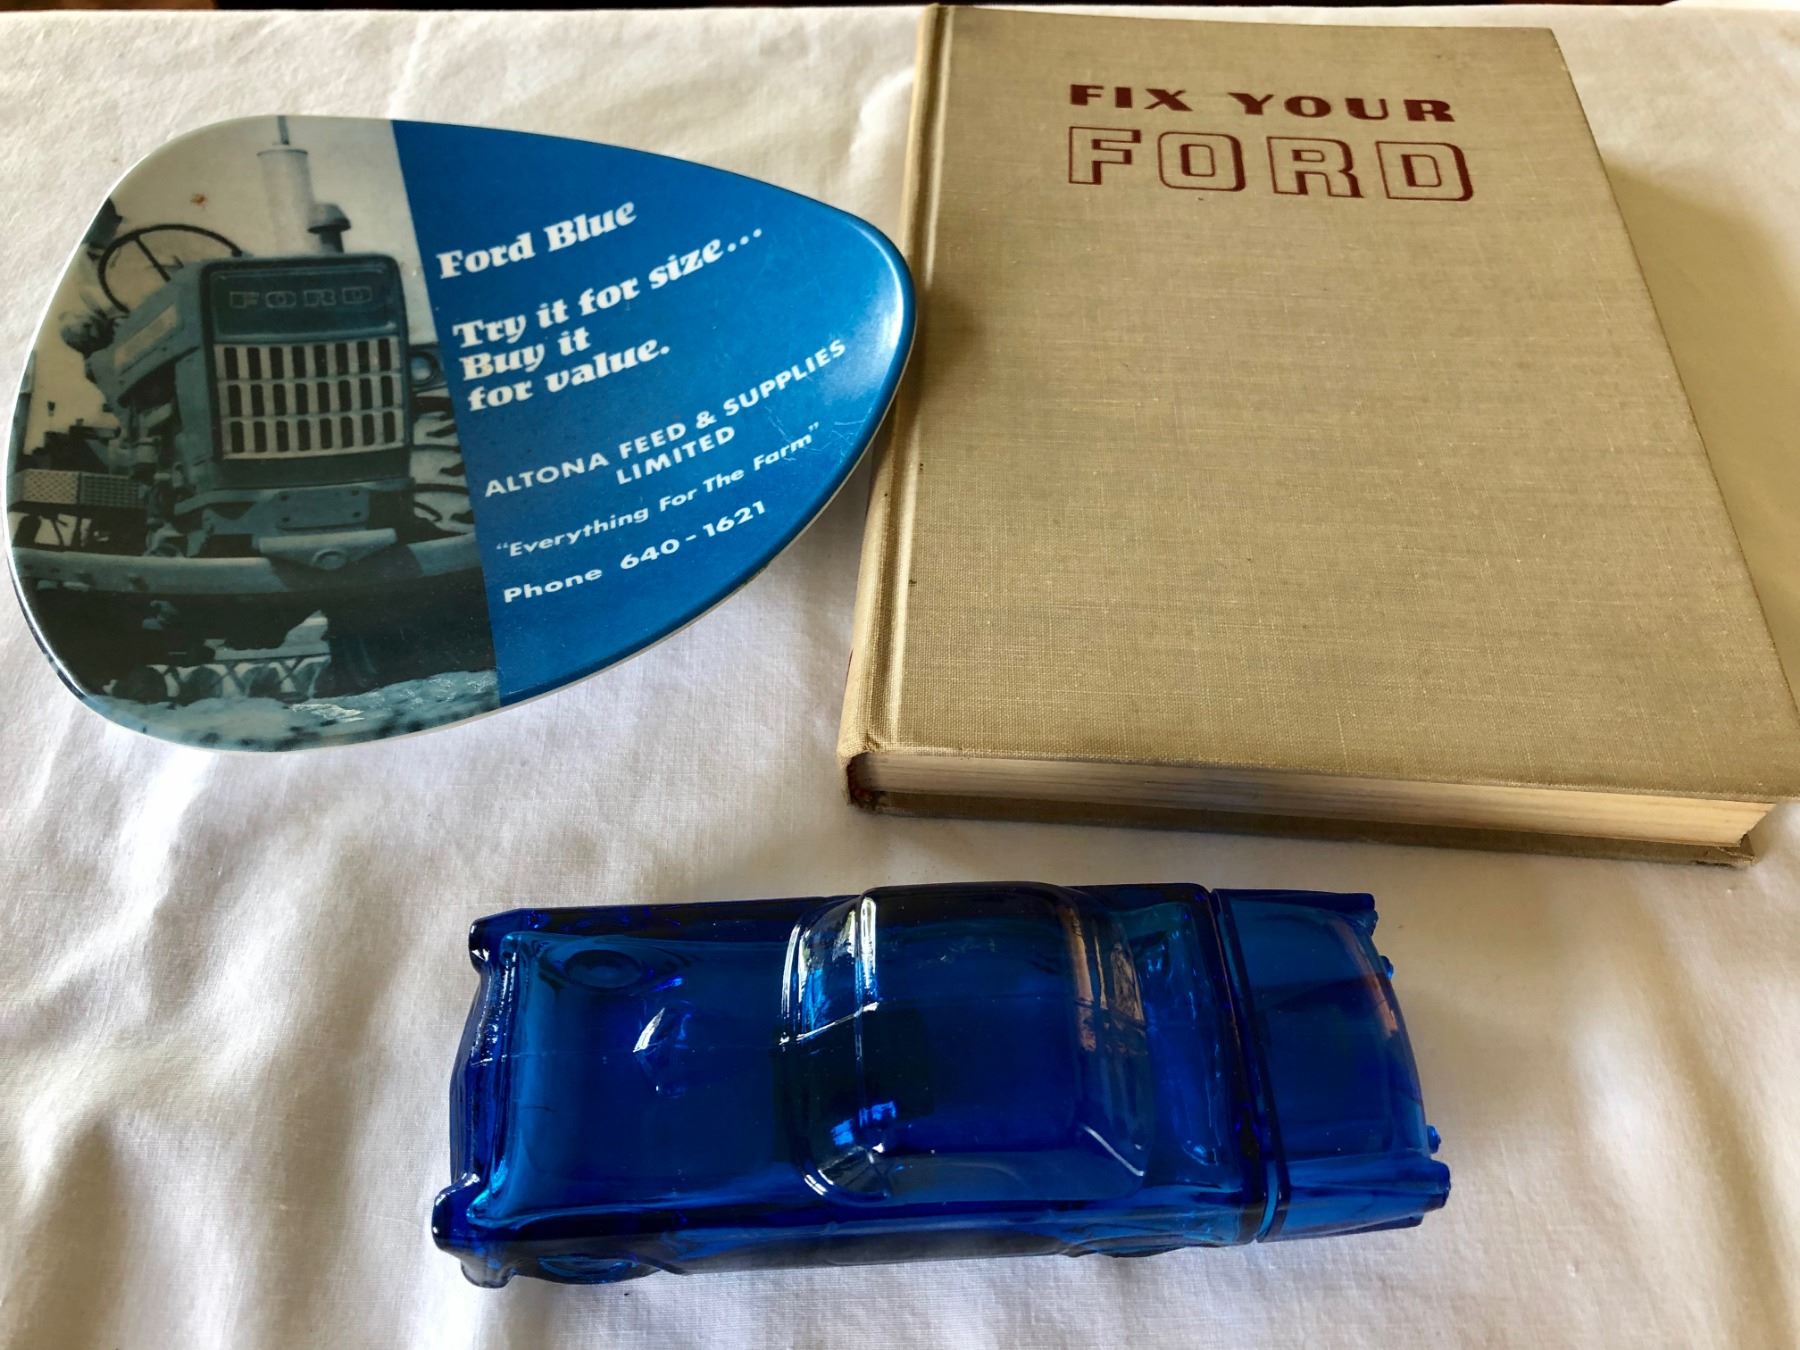 FORD
Ford Blue
Try it for size...
Buy it
for value.
ALTONA FEED & SUPPLIES
LIMITED
"Everything For The Farm"
Phone 640-1621
FIX YOUR
FORD